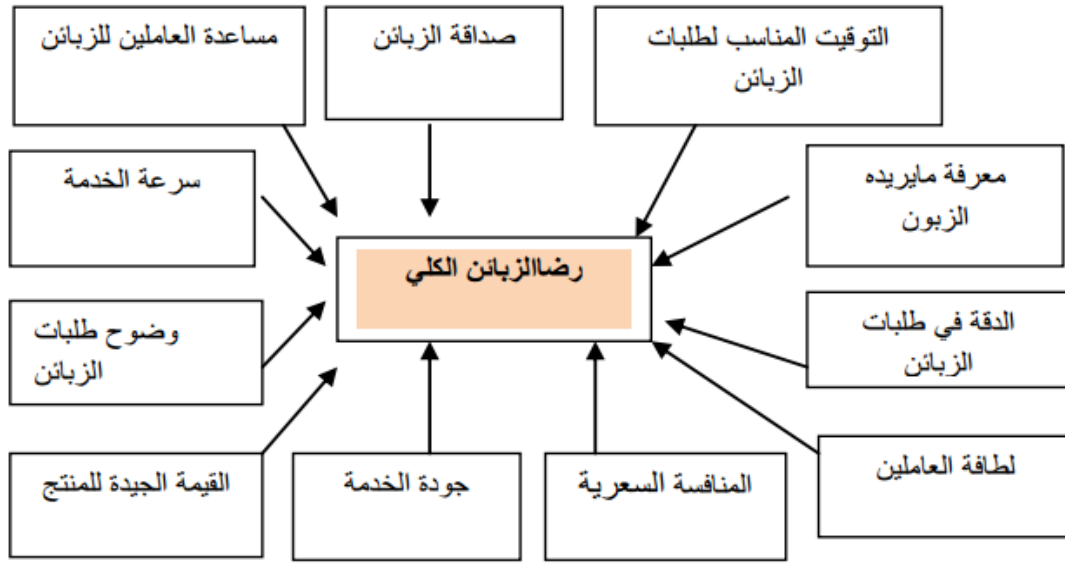 التوقيت المناسب لطلبات
الزبائن
صداقة الزبائن
مساعدة العاملين للزبائن
معرفة مايريده
الزبون
سرعة الخدمة
رضاالزبائن الكلي
الدقة في طلبات
الزبائن
وضوح طلبات
الزبائن
لطافة العاملين
المنافسة السعرية
جودة الخدمة
القيمة الجيدة للمنتج